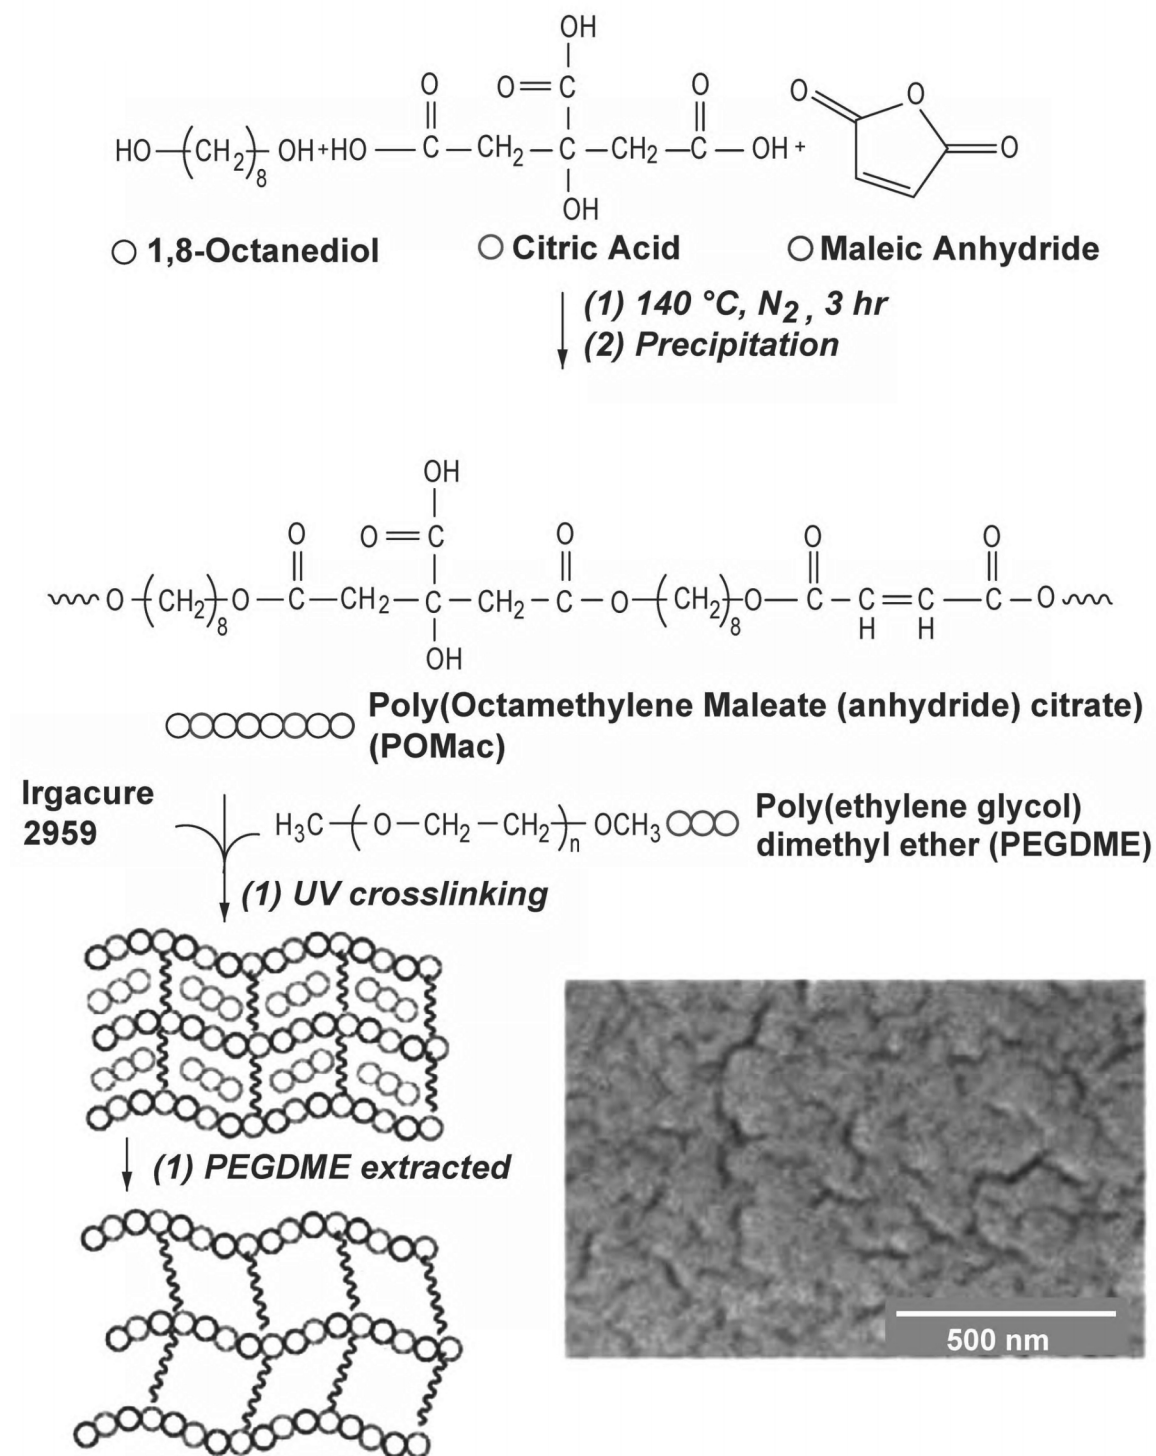 OH
O O=C O
HO-(CH2)8-OH+HO-C-CH2-C-CH2-C-OH+ O O O
OH
1,8-Octanediol Citric Acid Maleic Anhydride
(1) 140 °C, N2, 3 hr
(2) Precipitation
OH
O O=C O O O
O-(CH2)8-O-C-CH2-C-CH2-C-O-(CH2)8-O-C-C=C-C-O
H H
OH
Poly(Octamethylene Maleate (anhydride) citrate)
(POMac)
Irgacure
2959
H3C-(O-CH2-CH2)n-OCH3
Poly(ethylene glycol)
dimethyl ether (PEGDME)
(1) UV crosslinking
(1) PEGDME extracted
500 nm